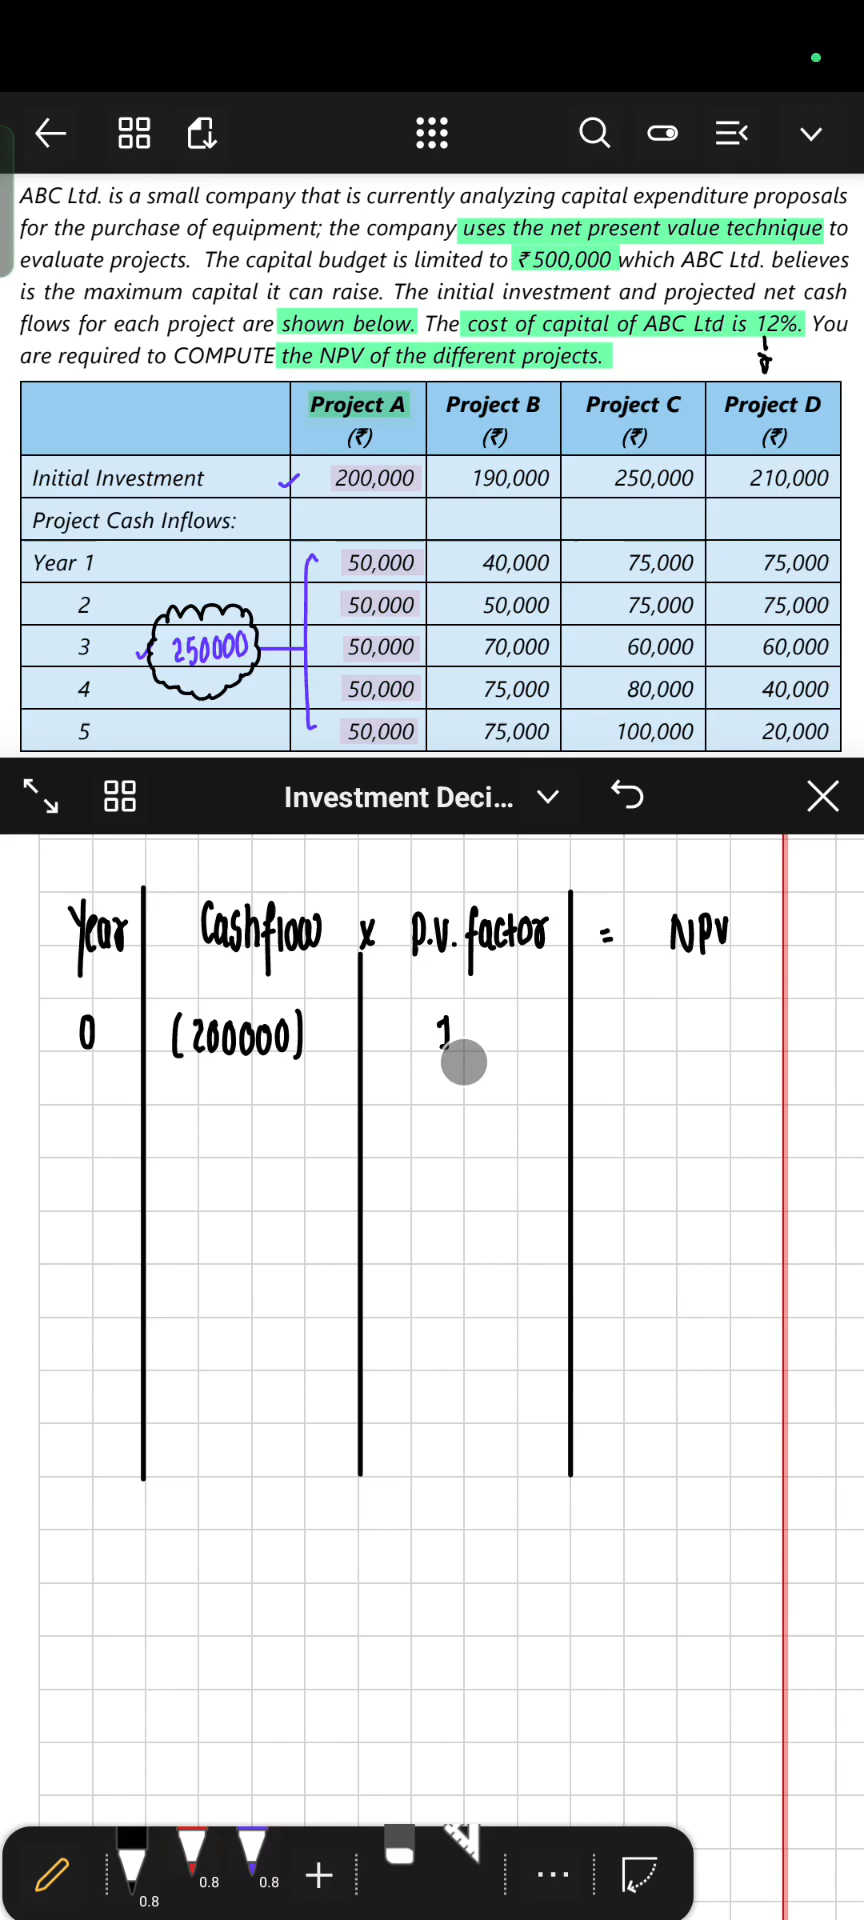 ABC Ltd. is a small company that is currently analyzing capital expenditure proposals
for the purchase of equipment; the company uses the net present value technique to
evaluate projects. The capital budget is limited to ₹500,000 which ABC Ltd. believes
is the maximum capital it can raise. The initial investment and projected net cash
flows for each project are shown below. The cost of capital of ABC Ltd is 12%. You
are required to COMPUTE the NPV of the different projects.
Project A Project B Project C Project D
(₹) (₹) (₹) (₹)
Initial Investment 200,000 190,000 250,000 210,000
Project Cash Inflows:
Year 1 50,000 40,000 75,000 75,000
2 50,000 50,000 75,000 75,000
3 250000 50,000 70,000 60,000 60,000
4 50,000 75,000 80,000 40,000
5 50,000 75,000 100,000 20,000
Investment Deci...
Year Cashflow x P.V. factor = NPV
0 (200000) 1
0.8 0.8 0.8